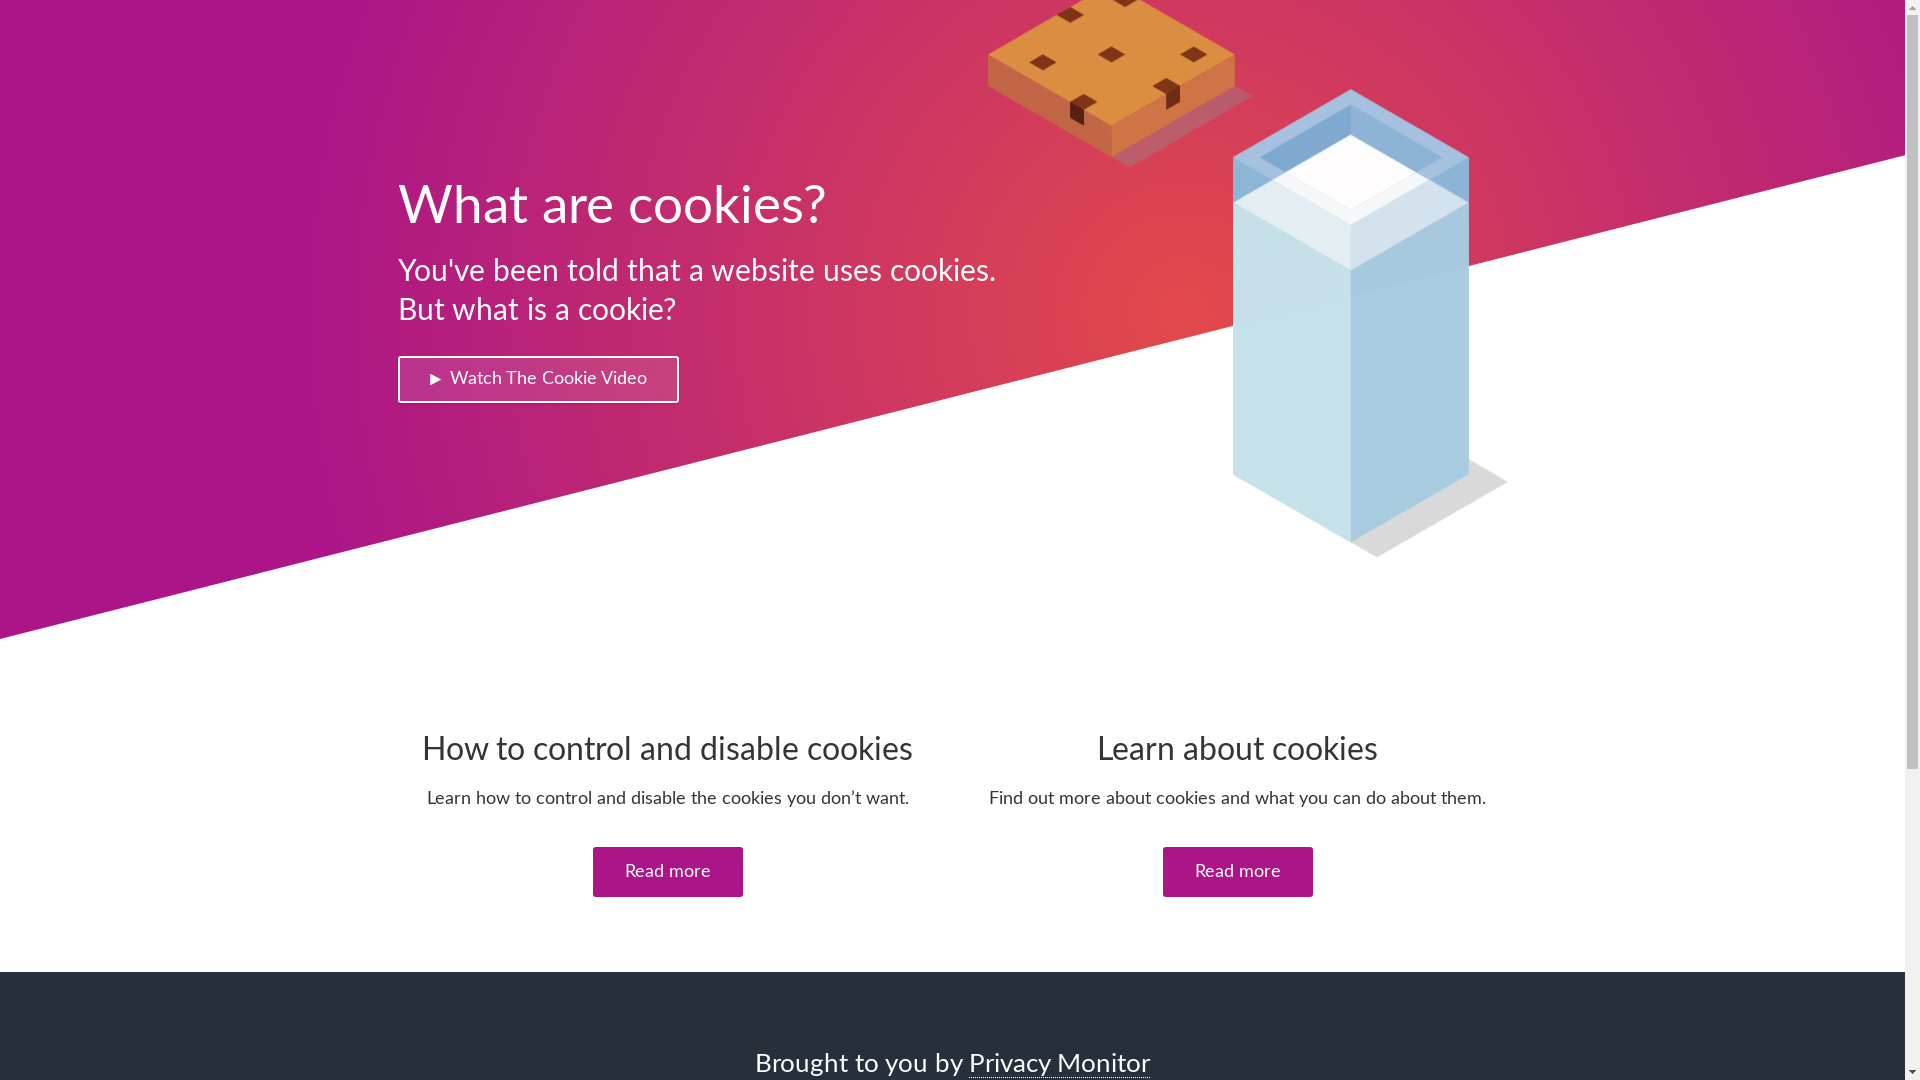 What are cookies?
You've been told that a website uses cookies.
But what is a cookie?
▶ Watch The Cookie Video
How to control and disable cookies
Learn how to control and disable the cookies you don’t want.
Read more
Learn about cookies
Find out more about cookies and what you can do about them.
Read more
Brought to you by Privacy Monitor